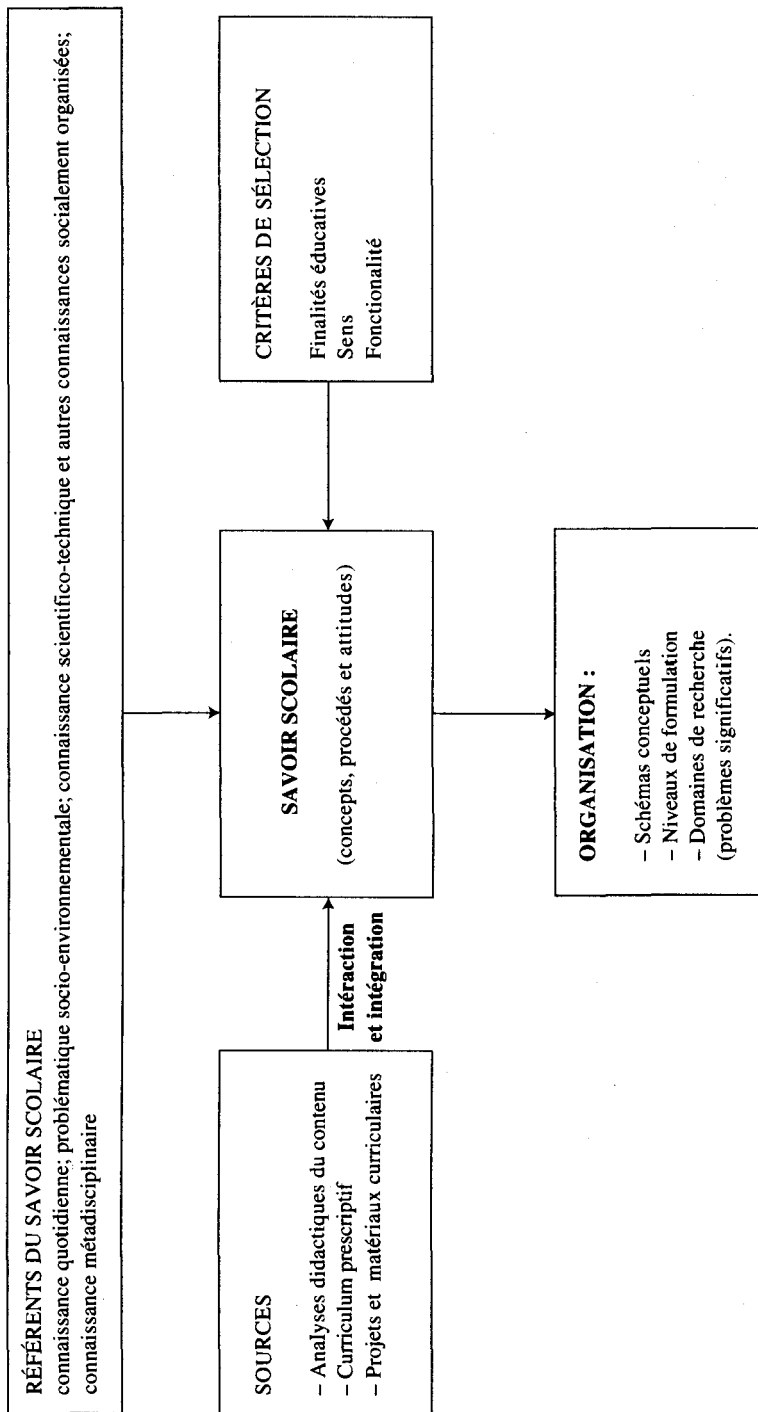 RÉFÉRENTS DU SAVOIR SCOLAIRE
connaissance quotidienne; problématique socio-environnementale; connaissance scientifico-technique et autres connaissances socialement organisées;
connaissance métadisciplinaire
SOURCES
– Analyses didactiques du contenu
– Curriculum prescriptif
– Projets et matériaux curriculaires
Intéraction
et intégration
SAVOIR SCOLAIRE
(concepts, procédés et attitudes)
CRITÈRES DE SÉLECTION
Finalités éducatives
Sens
Fonctionalité
ORGANISATION :
– Schémas conceptuels
– Niveaux de formulation
– Domaines de recherche
(problèmes significatifs).